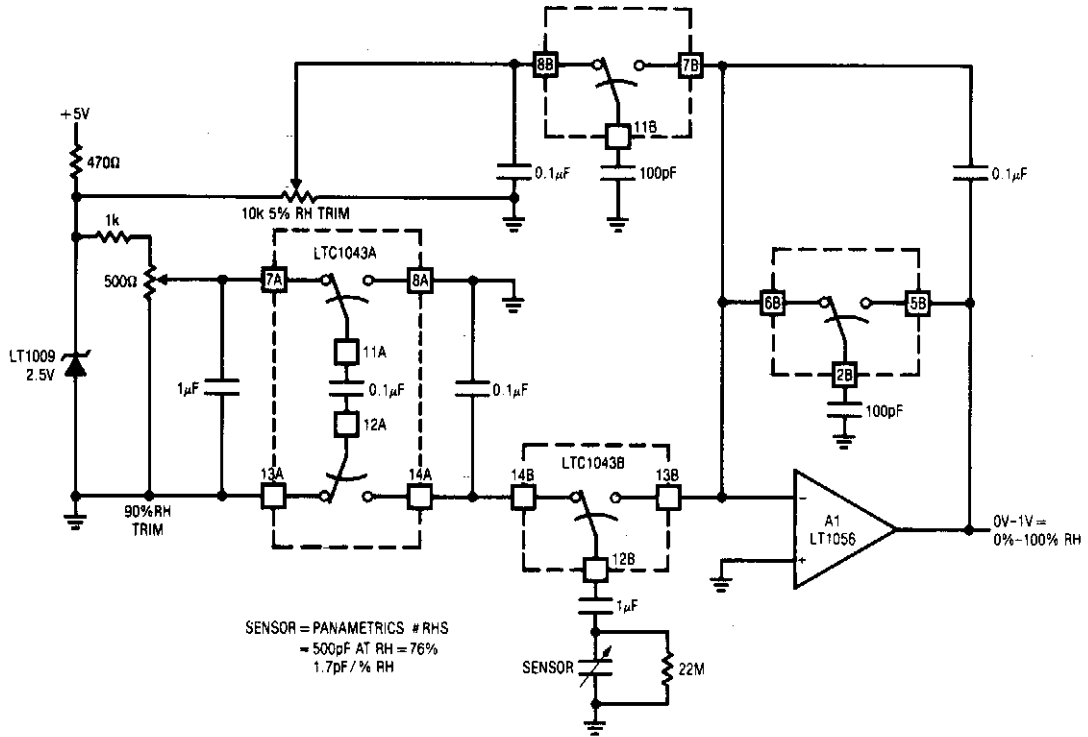 8B
7B
11B
+5V
470Ω
0.1μF
100pF
0.1μF
10k 5% RH TRIM
1k
LTC1043A
500Ω
7A
8A
6B
5B
11A
LT1009
2.5V
1μF
0.1μF
0.1μF
2B
12A
100pF
LTC1043B
13A
14A
14B
13B
90%RH
TRIM
−
A1
LT1056
+
0V–1V =
0%–100% RH
12B
1μF
SENSOR = PANAMETRICS #RHS
= 500pF AT RH = 76%
1.7pF/% RH
SENSOR
22M